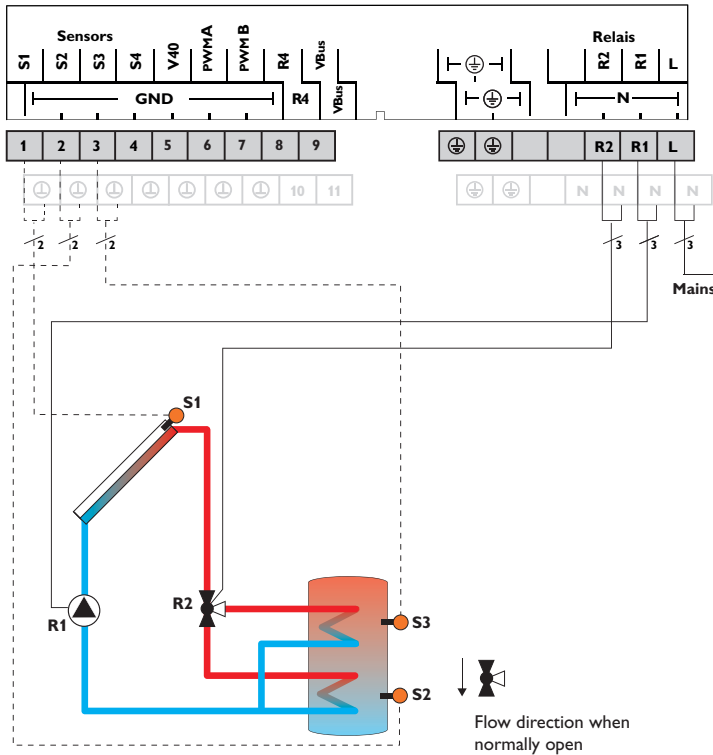 Sensors
Relais
S1 S2 S3 S4 V40 PWMA PWM B R4 VBus R2 R1 L
GND R4 VBus N
1 2 3 4 5 6 7 8 9 R2 R1 L
10 11 N N N N
2 2 2 3 3 3
Mains
S1
R2
R1
S3
S2
Flow direction when
normally open